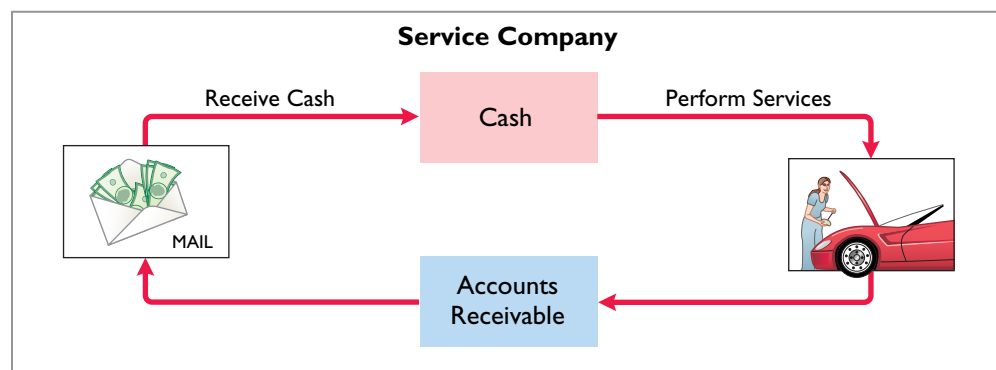 Service Company
Receive Cash
Cash
Perform Services
MAIL
Accounts
Receivable